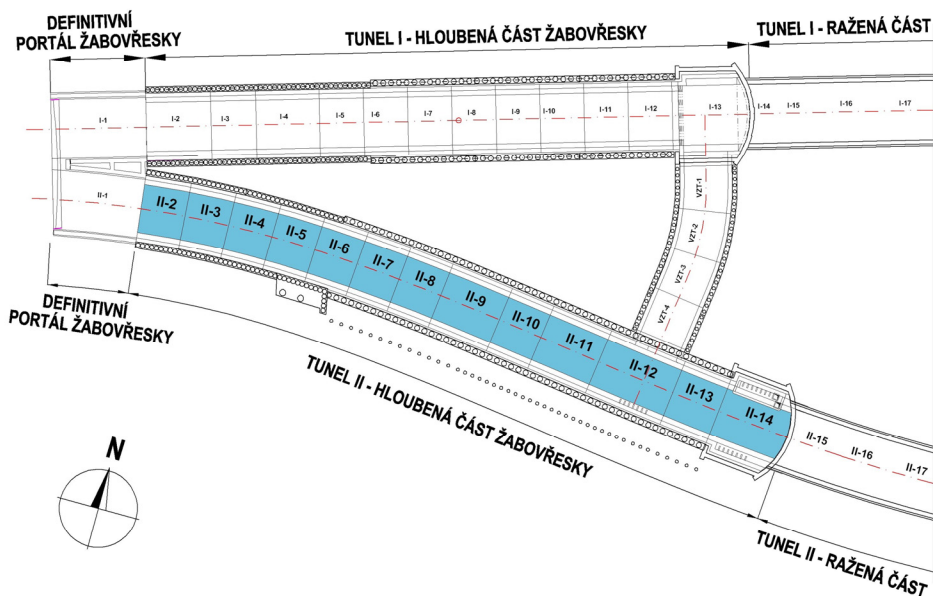 DEFINITIVNÍ
PORTÁL ŽABOVŘESKY
TUNEL I - HLOUBENÁ ČÁST ŽABOVŘESKY
TUNEL I - RAŽENÁ ČÁST
I-1
I-2
I-3
I-4
I-5
I-6
I-7
I-8
I-9
I-10
I-11
I-12
I-13
I-14
I-15
I-16
I-17
VZT-1
VZT-2
VZT-3
VZT-4
II-1
II-2
II-3
II-4
II-5
II-6
II-7
II-8
II-9
II-10
II-11
II-12
II-13
II-14
II-15
II-16
II-17
DEFINITIVNÍ
PORTÁL ŽABOVŘESKY
TUNEL II - HLOUBENÁ ČÁST ŽABOVŘESKY
TUNEL II - RAŽENÁ ČÁST
N